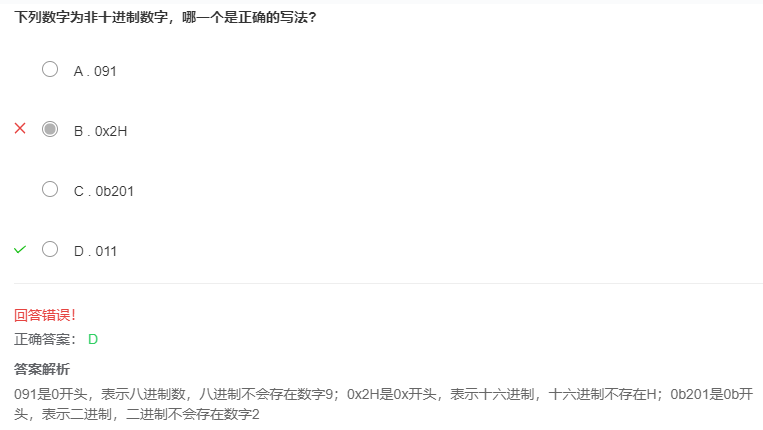 下列数字为非十进制数字，哪一个是正确的写法？
A . 091
B . 0x2H
C . 0b201
D . 011
回答错误！
正确答案： D
答案解析
091是0开头，表示八进制数，八进制不会存在数字9；0x2H是0x开头，表示十六进制，十六进制不存在H；0b201是0b开
头，表示二进制，二进制不会存在数字2